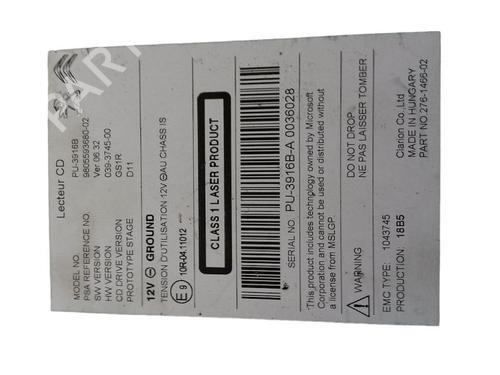 Lecteur CD
MODEL NO. PU-3916B
PSA REFERENCE NO. 9805593680-02
SW VERSION Ver 06.32
HW VERSION 039-3745-00
CD DRIVE VERSION GS1R
PROTOTYPE STAGE D11
12V ⎓ GROUND
TENSION D'UTILISATION :12V ⎓AU CHASSIS
E9 10R-04.11012
CLASS 1 LASER PRODUCT
SERIAL NO. PU-3916B-A 0036028
This product includes technology owned by Microsoft
Corporation and cannot be used or distributed without
a license from MSLGP.
WARNING
DO NOT DROP.
NE PAS LAISSER TOMBER.
EMC TYPE: 1043745
PRODUCTION: 18B5
Clarion Co., Ltd
MADE IN HUNGARY
PART NO.276-1466-02